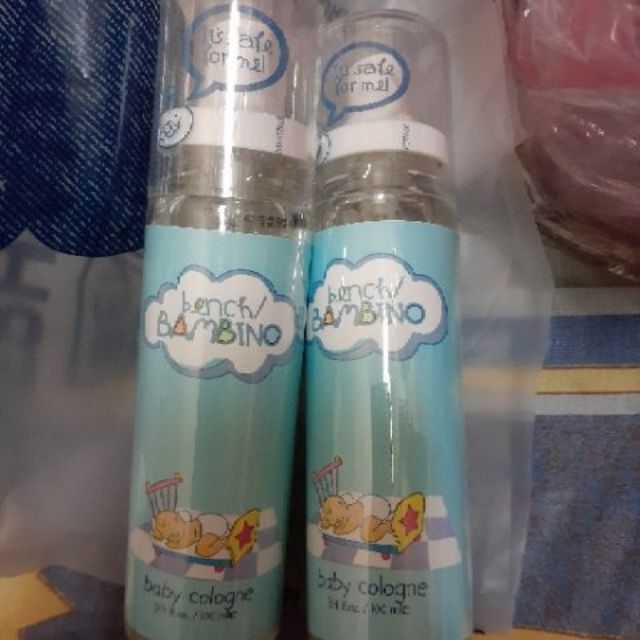 it's safe
for me!
it's safe
for me!
bench/
BAMBINO
bench/
BAMBINO
baby cologne
baby cologne